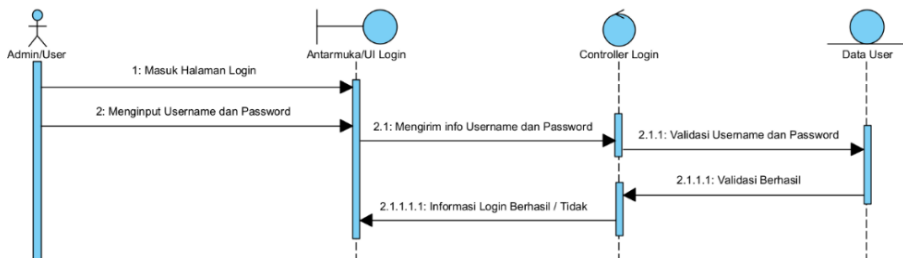 Admin/User
Antarmuka/UI Login
Controller Login
Data User
1: Masuk Halaman Login
2: Menginput Username dan Password
2.1: Mengirim info Username dan Password
2.1.1: Validasi Username dan Password
2.1.1.1: Validasi Berhasil
2.1.1.1.1: Informasi Login Berhasil / Tidak